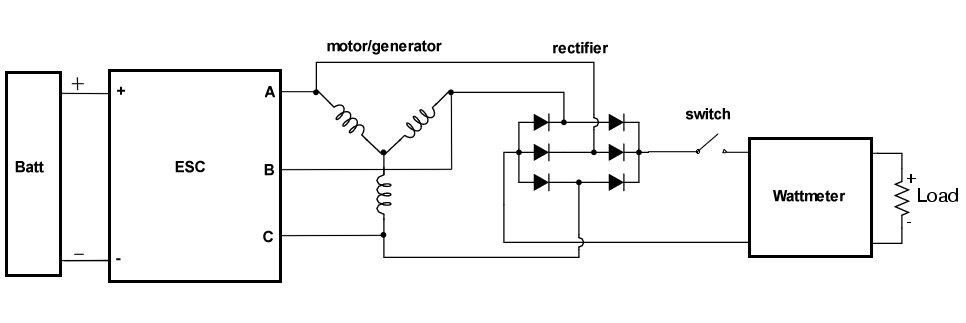 motor/generator
rectifier
+
+
A
switch
Batt
ESC
B
Wattmeter
+
Load
-
C
-
-